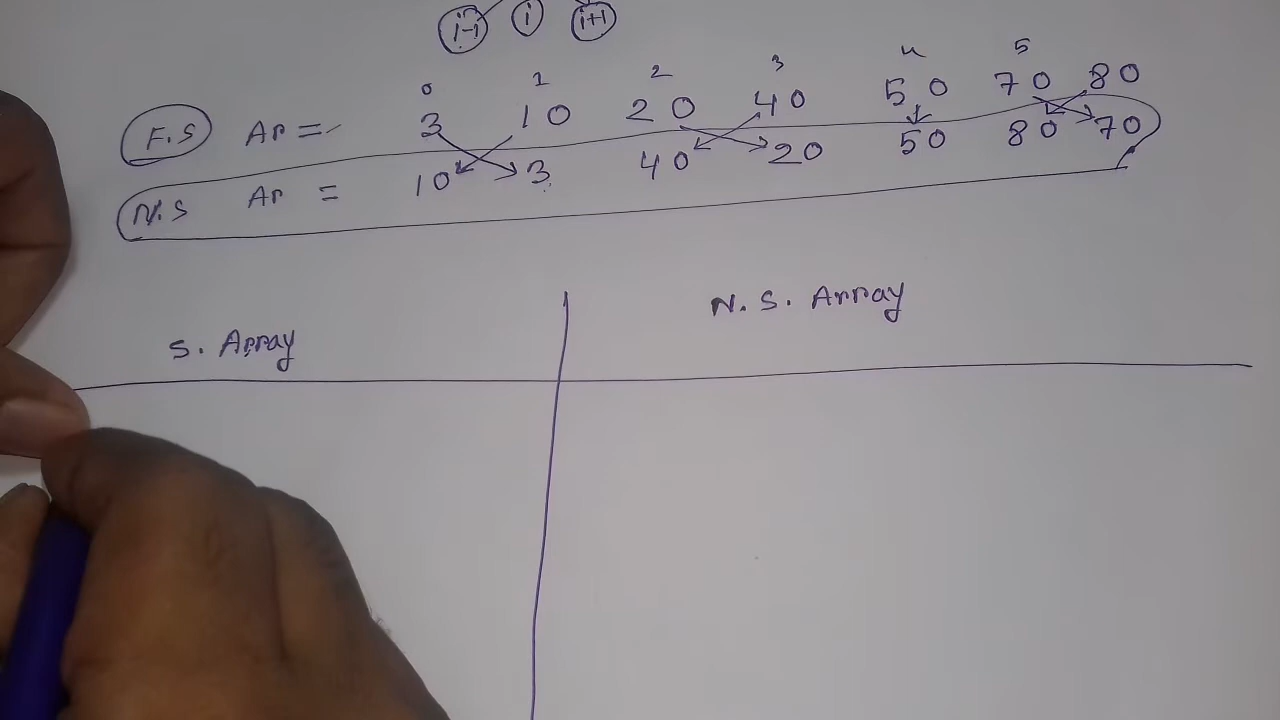 i-1 i i+1
0 1 2 3 4 5
F.S Ar = 3 10 20 40 50 70 80
N.S Ar = 10 3 40 20 50 80 70
S. Array N. S. Array